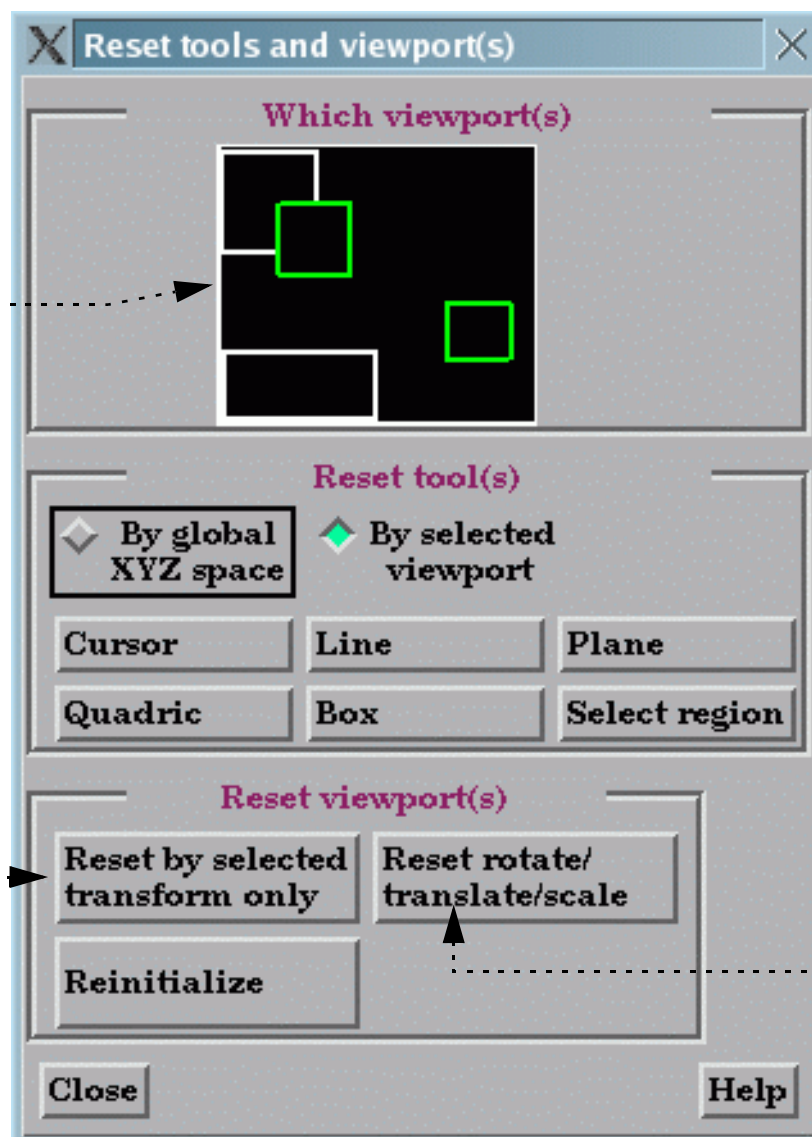 Reset tools and viewport(s)
Which viewport(s)
Reset tool(s)
By global
XYZ space
By selected
viewport
Cursor
Line
Plane
Quadric
Box
Select region
Reset viewport(s)
Reset by selected
transform only
Reset rotate/
translate/scale
Reinitialize
Close
Help